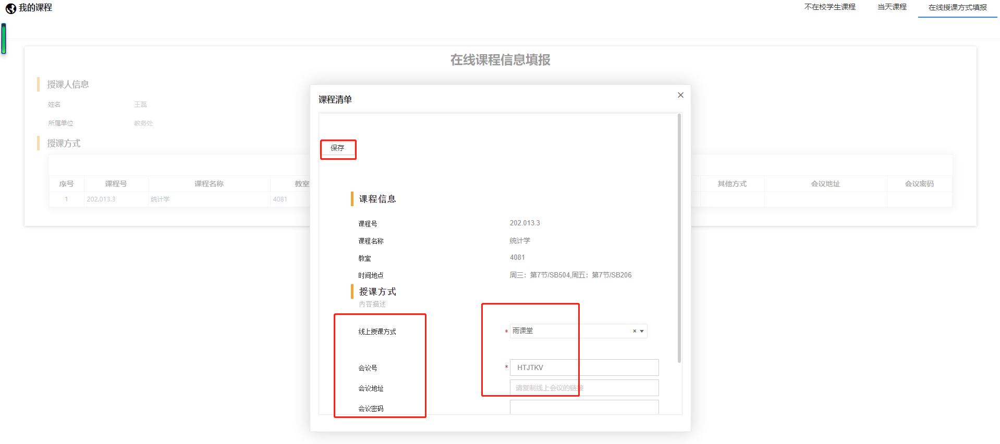 我的课程
不在校学生课程 当天课程 在线授课方式填报
在线课程信息填报
授课人信息
姓名 王磊
所属单位 教务处
授课方式
序号 课程号 课程名称 教室 其他方式 会议地址 会议密码
1 202.013.3 统计学 4081
课程清单
×
保存
课程信息
课程号 202.013.3
课程名称 统计学
教室 4081
时间地点 周三：第7节/SB504,周五：第7节/SB206
授课方式
内容描述
线上授课方式 * 雨课堂 ×
会议号 * HTJTKV
会议地址 请复制线上会议的链接
会议密码